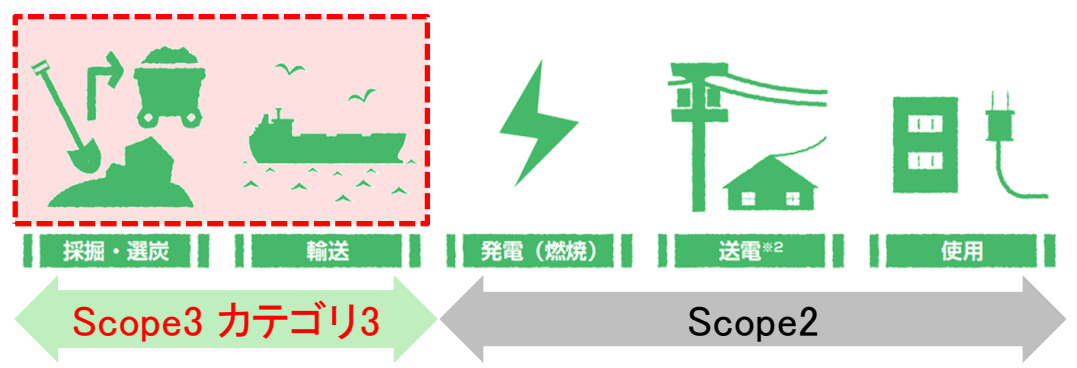 採掘・選炭
輸送
発電（燃焼）
送電※2
使用
Scope3 カテゴリ3
Scope2